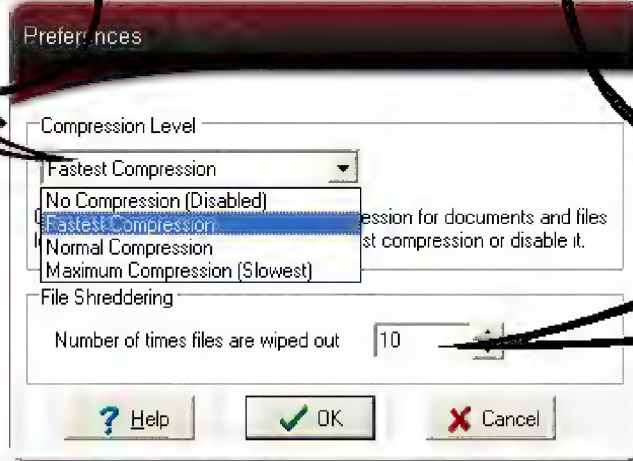 Preferences
Compression Level
Fastest Compression
No Compression (Disabled)
Fastest Compression
ession for documents and files
Normal Compression
st compression or disable it.
Maximum Compression (Slowest)
File Shreddering
Number of times files are wiped out 10
Help OK Cancel